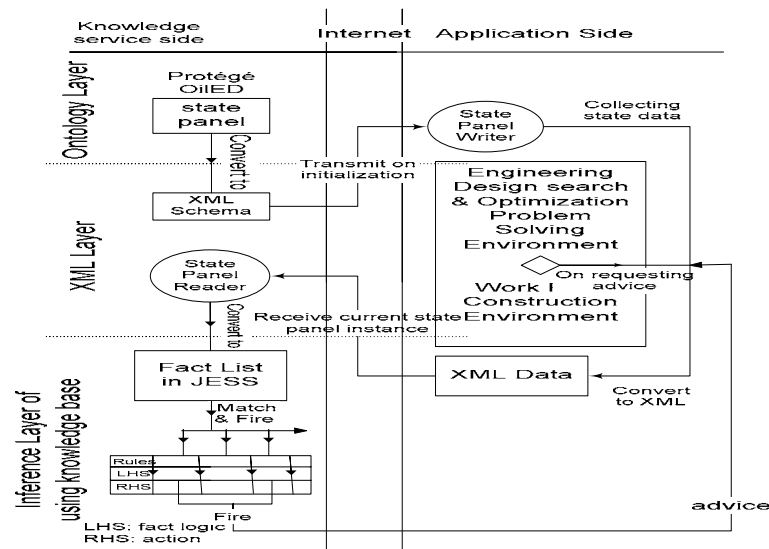 Knowledge
service side
Internet
Application Side
Ontology Layer
Protégé
OilED
state
panel
Convert to
XML
Schema
State
Panel
Writer
Collecting
state data
Transmit on
initialization
XML Layer
Engineering
Design search
& Optimization
Problem
Solving
Environment
On requesting
advice
Work
Construction
Environment
State
Panel
Reader
Convert to
Receive current state
panel instance
Fact List
in JESS
XML Data
Convert
to XML
Inference Layer of
using knowledge base
Match
& Fire
Rules
LHS
RHS
Fire
LHS: fact logic
RHS: action
advice